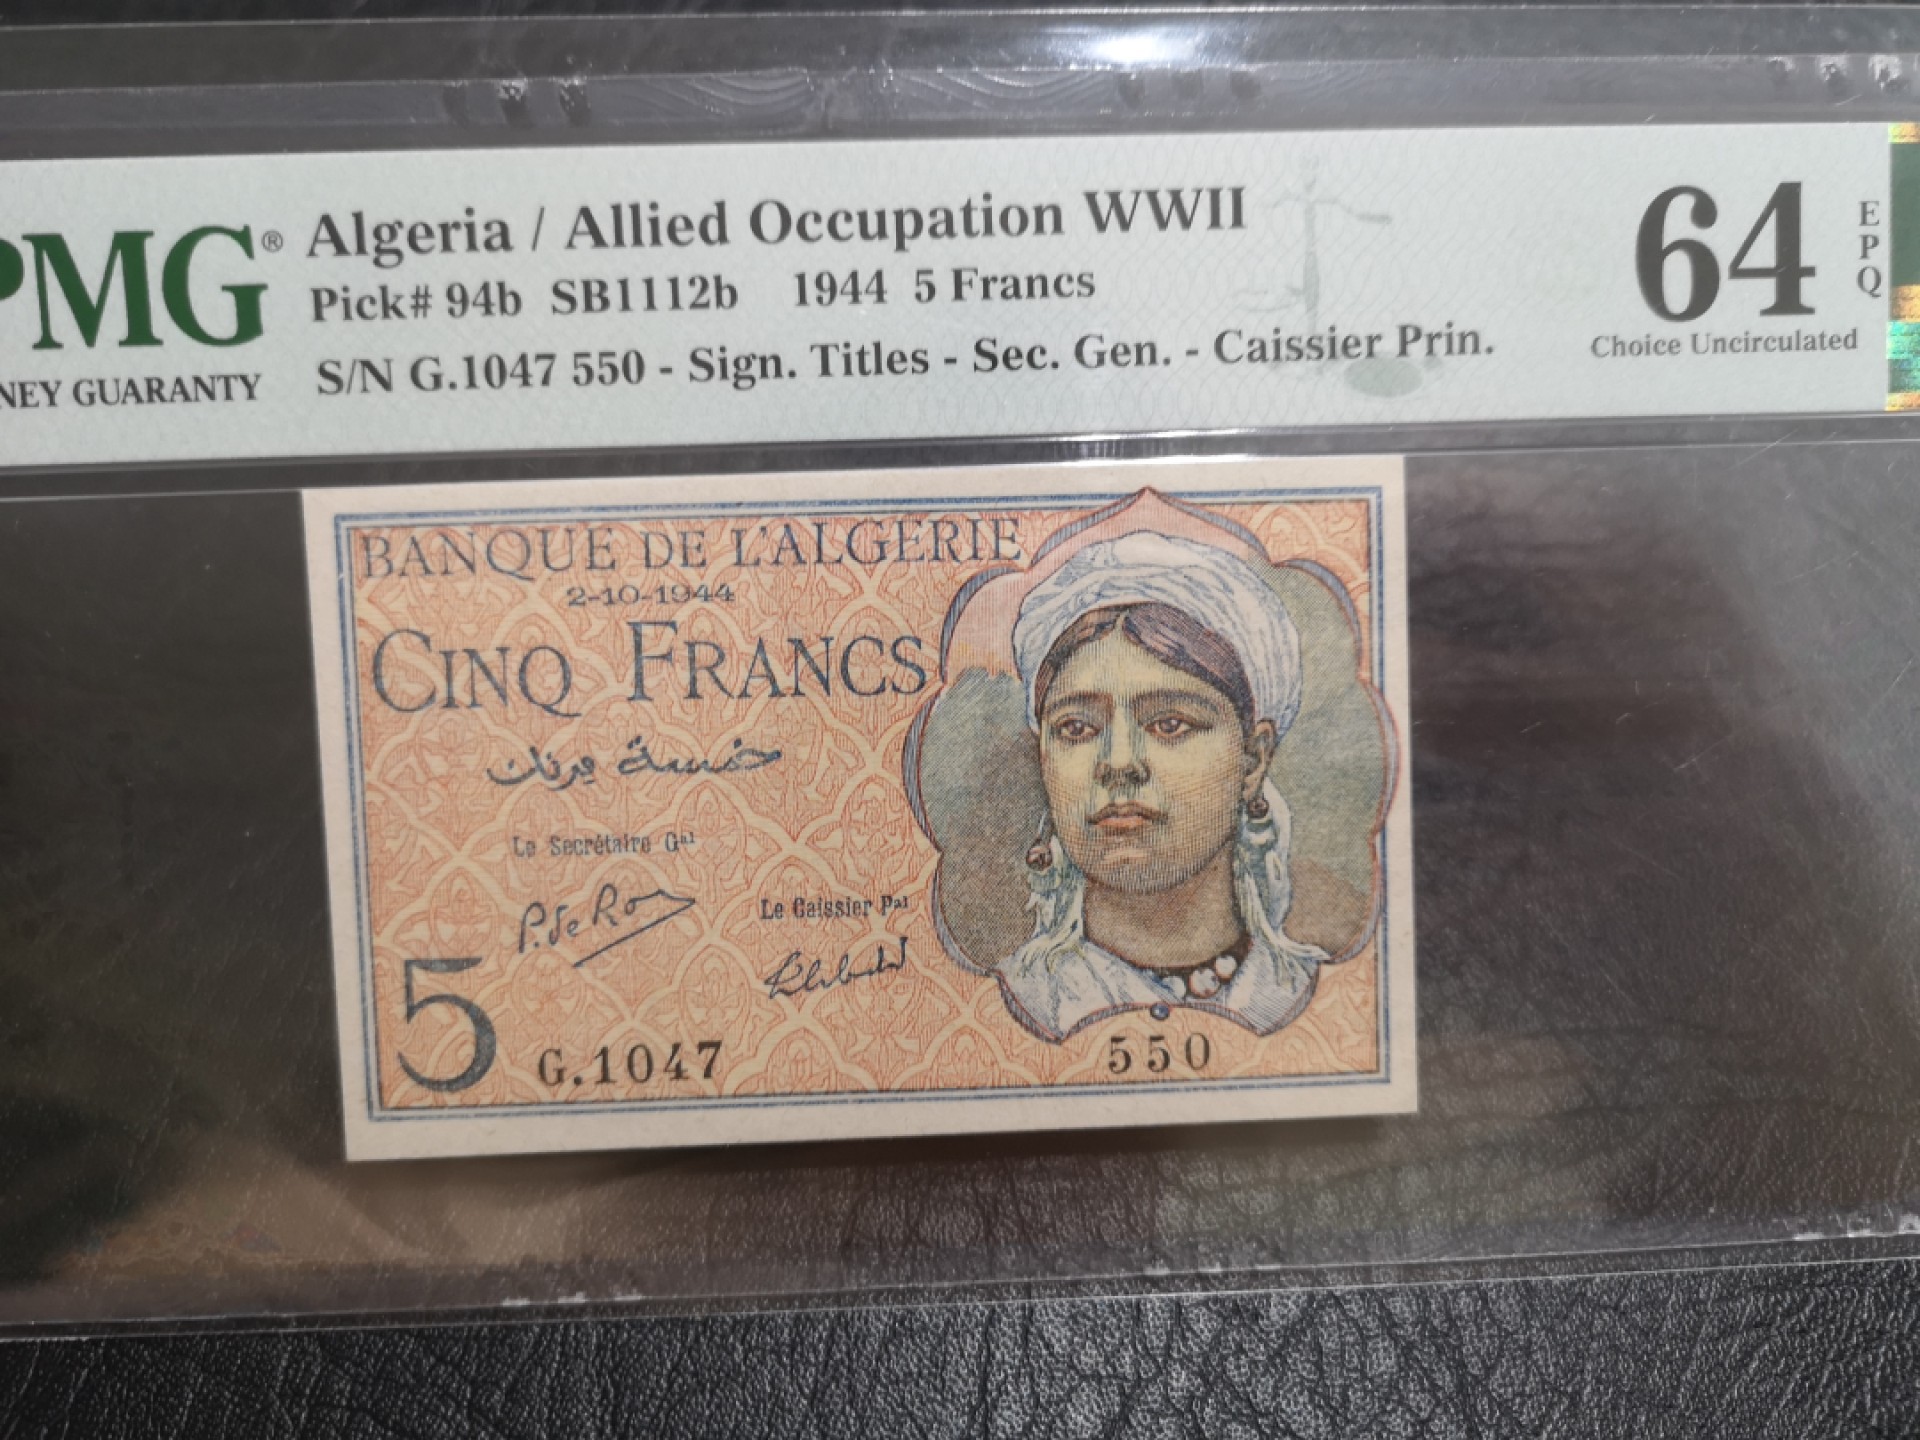 PMG® Algeria / Allied Occupation WWII
Pick# 94b SB1112b 1944 5 Francs
S/N G.1047 550 - Sign. Titles - Sec. Gen. - Caissier Prin.
NEY GUARANTY
64
EPQ
Choice Uncirculated
BANQUE DE L'ALGERIE
2-10-1944
CINQ FRANCS
خمسة فرنك
Le Secrétaire Gal
P. de Ro
Le Caissier Pal
5
G.1047
550